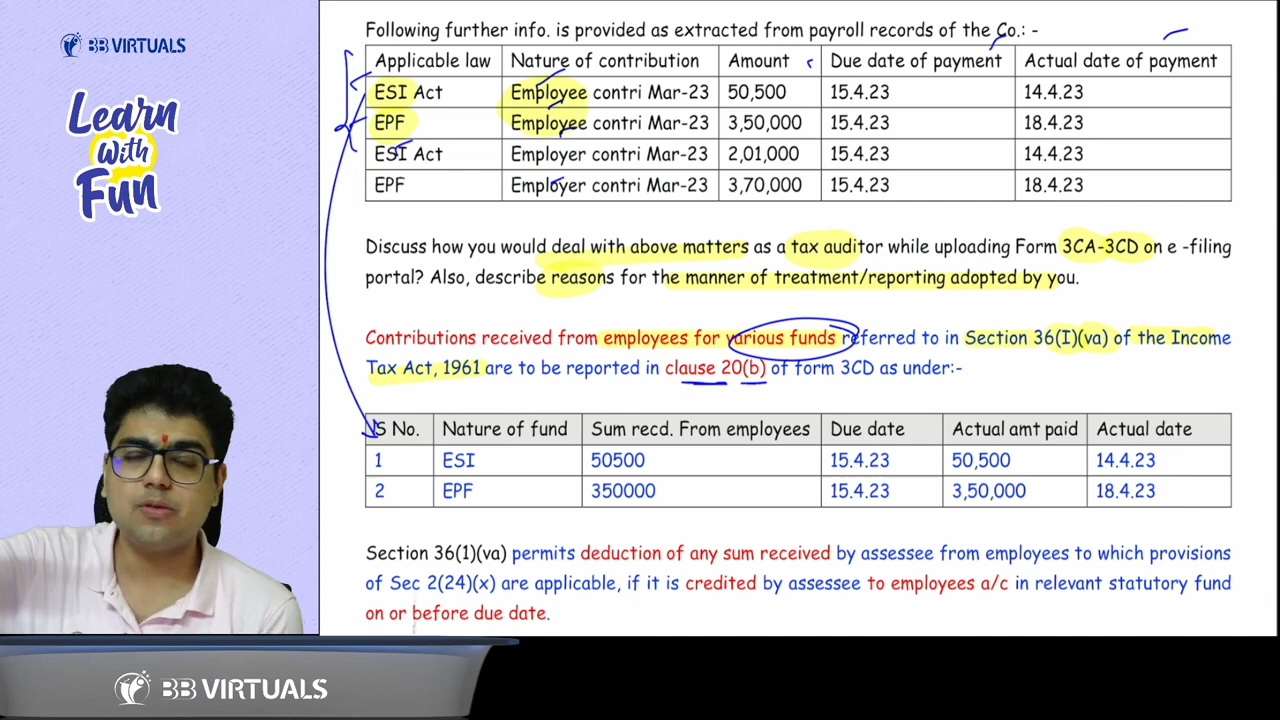 BB VIRTUALS
Learn
With
Fun
Following further info. is provided as extracted from payroll records of the Co.: -
Applicable law Nature of contribution Amount Due date of payment Actual date of payment
ESI Act Employee contri Mar-23 50,500 15.4.23 14.4.23
EPF Employee contri Mar-23 3,50,000 15.4.23 18.4.23
ESI Act Employer contri Mar-23 2,01,000 15.4.23 14.4.23
EPF Employer contri Mar-23 3,70,000 15.4.23 18.4.23
Discuss how you would deal with above matters as a tax auditor while uploading Form 3CA-3CD on e -filing
portal? Also, describe reasons for the manner of treatment/reporting adopted by you.
Contributions received from employees for various funds referred to in Section 36(I)(va) of the Income
Tax Act, 1961 are to be reported in clause 20(b) of form 3CD as under:-
S No. Nature of fund Sum recd. From employees Due date Actual amt paid Actual date
1 ESI 50500 15.4.23 50,500 14.4.23
2 EPF 350000 15.4.23 3,50,000 18.4.23
Section 36(1)(va) permits deduction of any sum received by assessee from employees to which provisions
of Sec 2(24)(x) are applicable, if it is credited by assessee to employees a/c in relevant statutory fund
on or before due date.
BB VIRTUALS